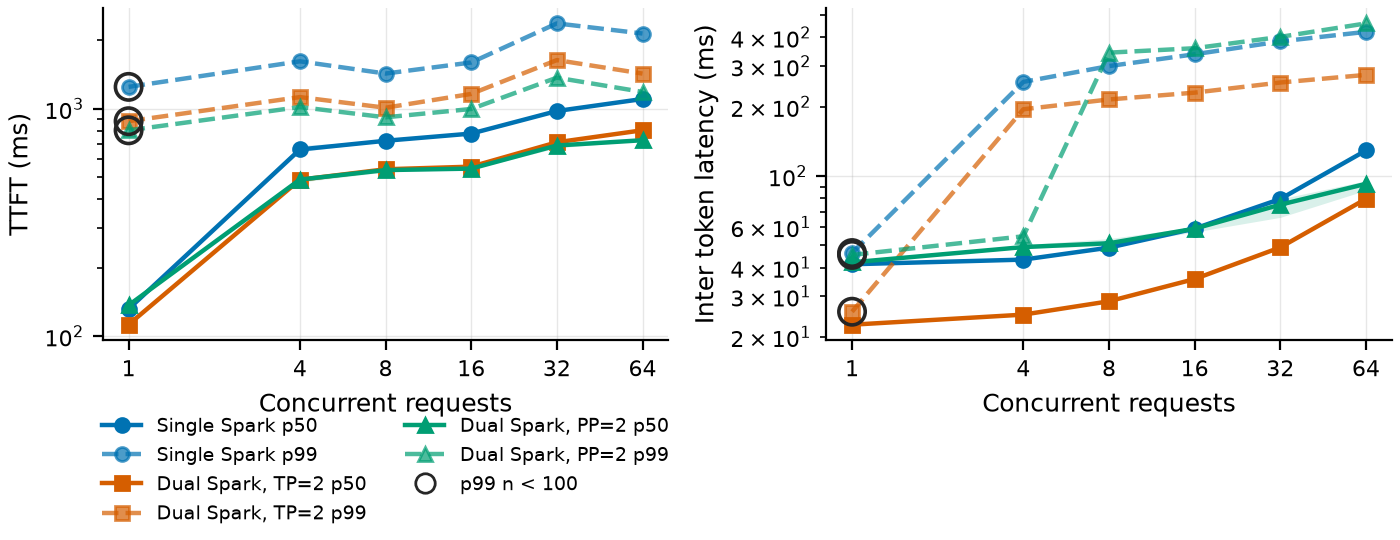 TTFT (ms)
10³
10²
1 4 8 16 32 64
Concurrent requests
Inter token latency (ms)
4 × 10²
3 × 10²
2 × 10²
10²
6 × 10¹
4 × 10¹
3 × 10¹
2 × 10¹
1 4 8 16 32 64
Concurrent requests
Single Spark p50
Single Spark p99
Dual Spark, TP=2 p50
Dual Spark, TP=2 p99
Dual Spark, PP=2 p50
Dual Spark, PP=2 p99
p99 n < 100